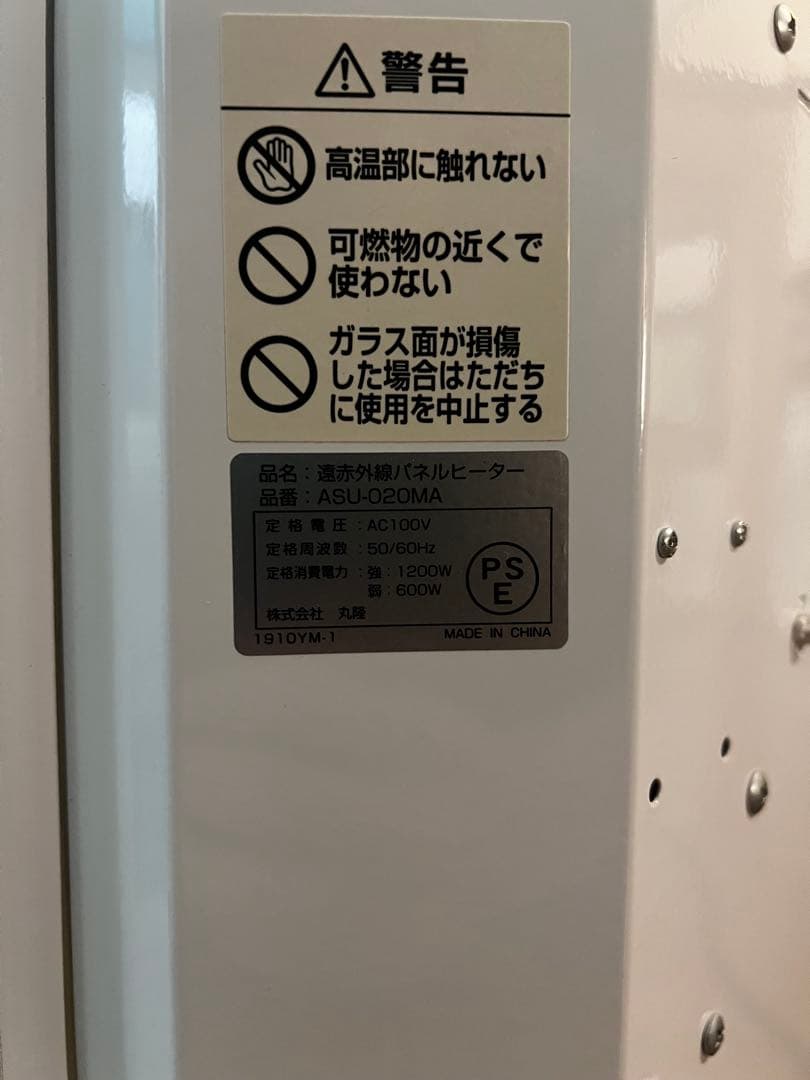 警告
高温部に触れない
可燃物の近くで
使わない
ガラス面が損傷
した場合はただち
に使用を中止する
品名：遠赤外線パネルヒーター
品番：ASU-020MA
定格電圧：AC100V
定格周波数：50/60Hz
定格消費電力：強：1200W
弱：600W
PS
E
株式会社 丸隆
1910YM-1
MADE IN CHINA